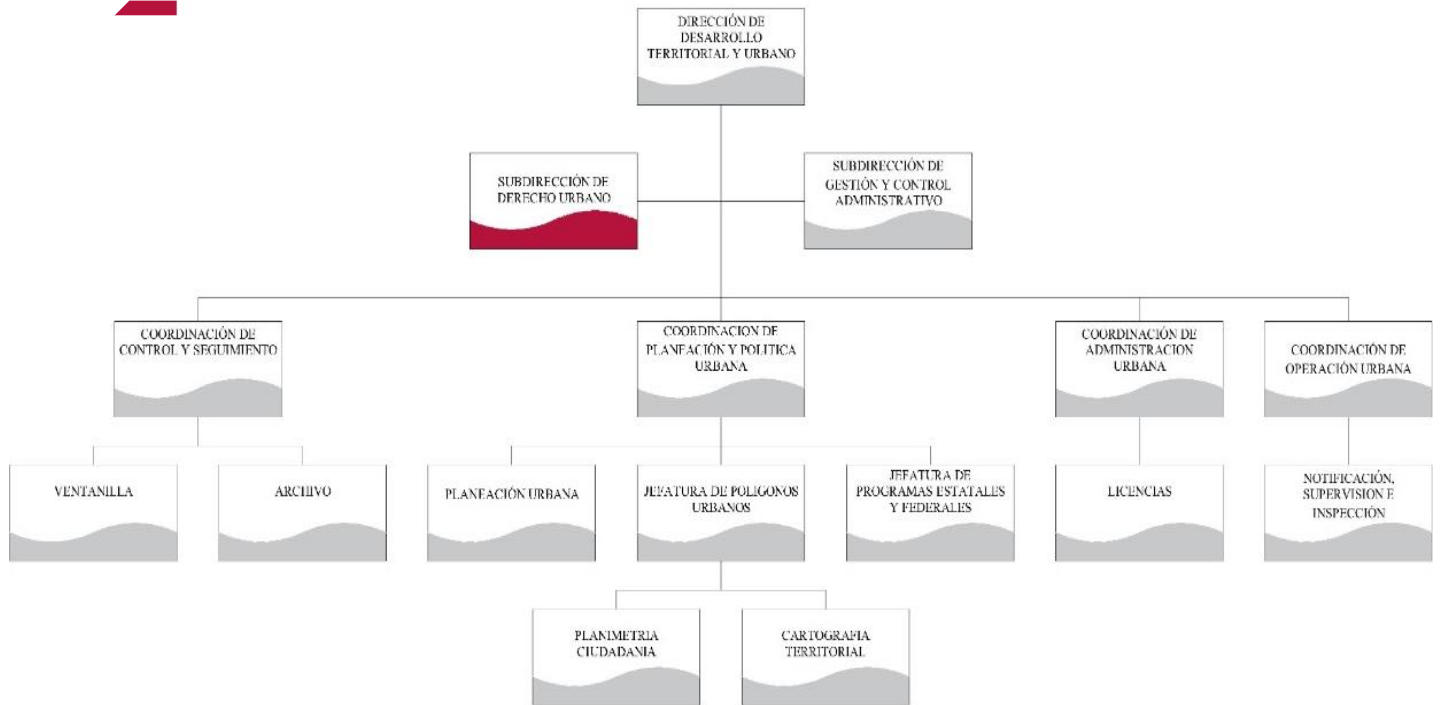 DIRECCIÓN DE
DESARROLLO
TERRITORIAL Y URBANO
SUBDIRECCIÓN DE
DERECHO URBANO
SUBDIRECCIÓN DE
GESTIÓN Y CONTROL
ADMINISTRATIVO
COORDINACIÓN DE
CONTROL Y SEGUIMIENTO
COORDINACION DE
PLANEACIÓN Y POLITICA
URBANA
COORDINACIÓN DE
ADMINISTRACION
URBANA
COORDINACIÓN DE
OPERACIÓN URBANA
VENTANILLA
ARCHIVO
PLANEACIÓN URBANA
JEFATURA DE POLIGONOS
URBANOS
JEFATURA DE
PROGRAMAS ESTATALES
Y FEDERALES
LICENCIAS
NOTIFICACIÓN,
SUPERVISION E
INSPECCIÓN
PLANIMETRIA
CIUDADANIA
CARTOGRAFIA
TERRITORIAL